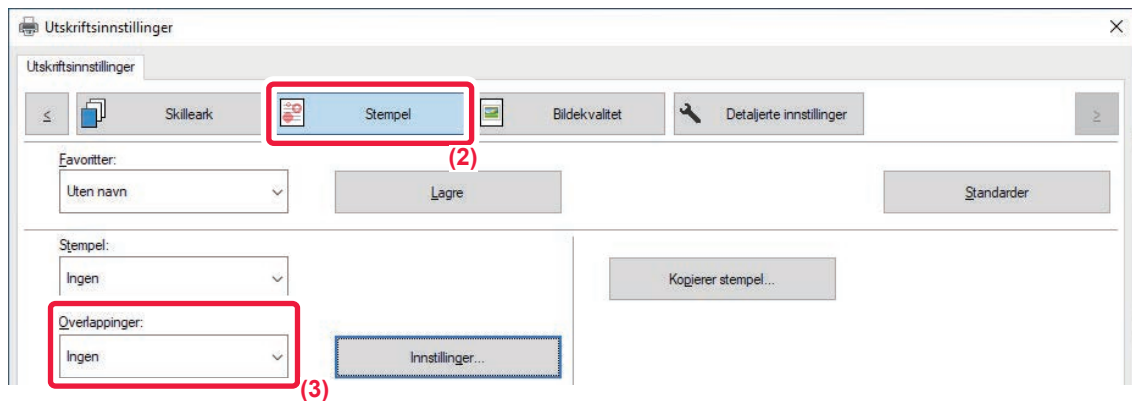 Utskriftsinnstillinger
Utskriftsinnstillinger
≤ Skilleark Stempel Bildekvalitet Detaljerte innstillinger ≥
(2)
Favoritter:
Uten navn Lagre Standarder
Stempel:
Ingen Kopierer stempel...
Overlappinger:
Ingen Innstillinger...
(3)